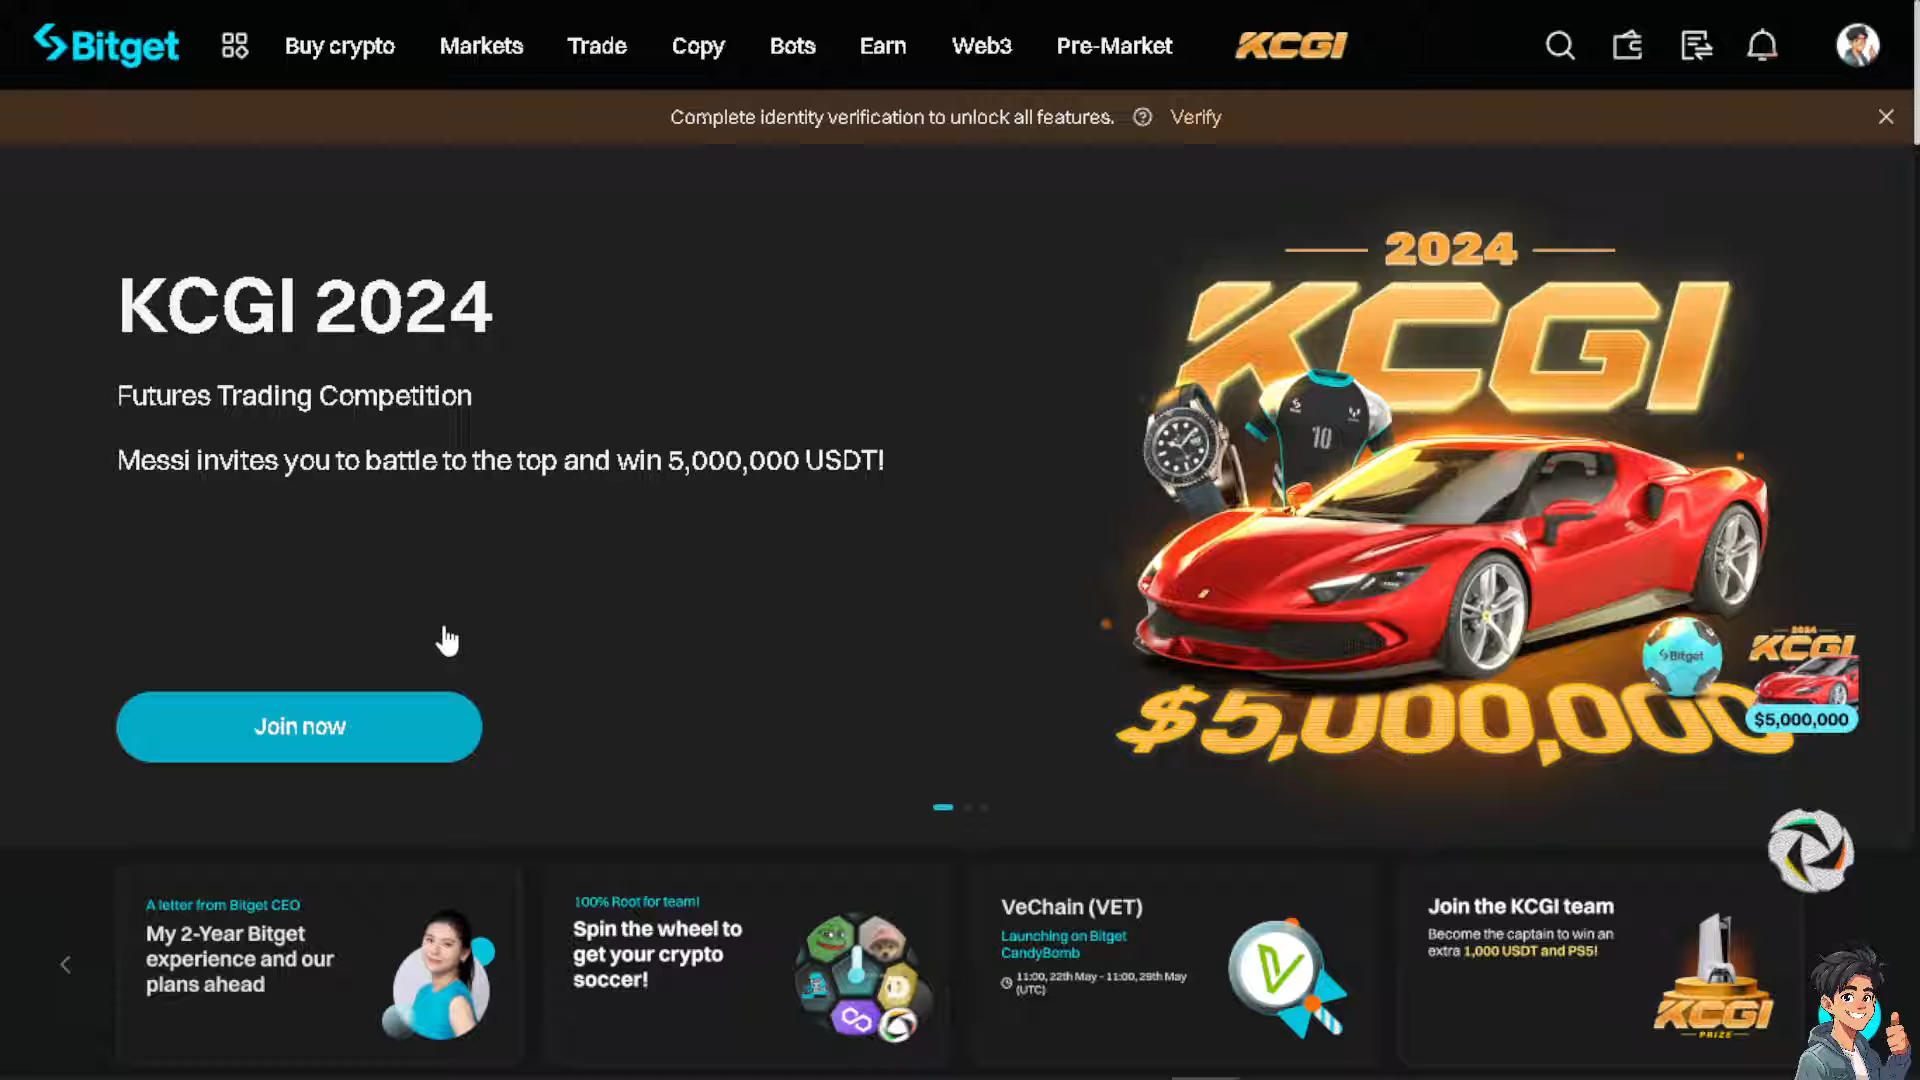 Bitget
Buy crypto
Markets
Trade
Copy
Bots
Earn
Web3
Pre-Market
KCGI
Complete identity verification to unlock all features.
Verify
KCGI 2024
Futures Trading Competition
Messi invites you to battle to the top and win 5,000,000 USDT!
Join now
2024
KCGI
10
Bitget
$5,000,000
2024
KCGI
$5,000,000
A letter from Bitget CEO
My 2-Year Bitget
experience and our
plans ahead
100% Root for team!
Spin the wheel to
get your crypto
soccer!
VeChain (VET)
Launching on Bitget
CandyBomb
11:00, 22th May - 11:00, 29th May
(UTC)
Join the KCGI team
Become the captain to win an
extra 1,000 USDT and PS5!
KCGI
PRIZE